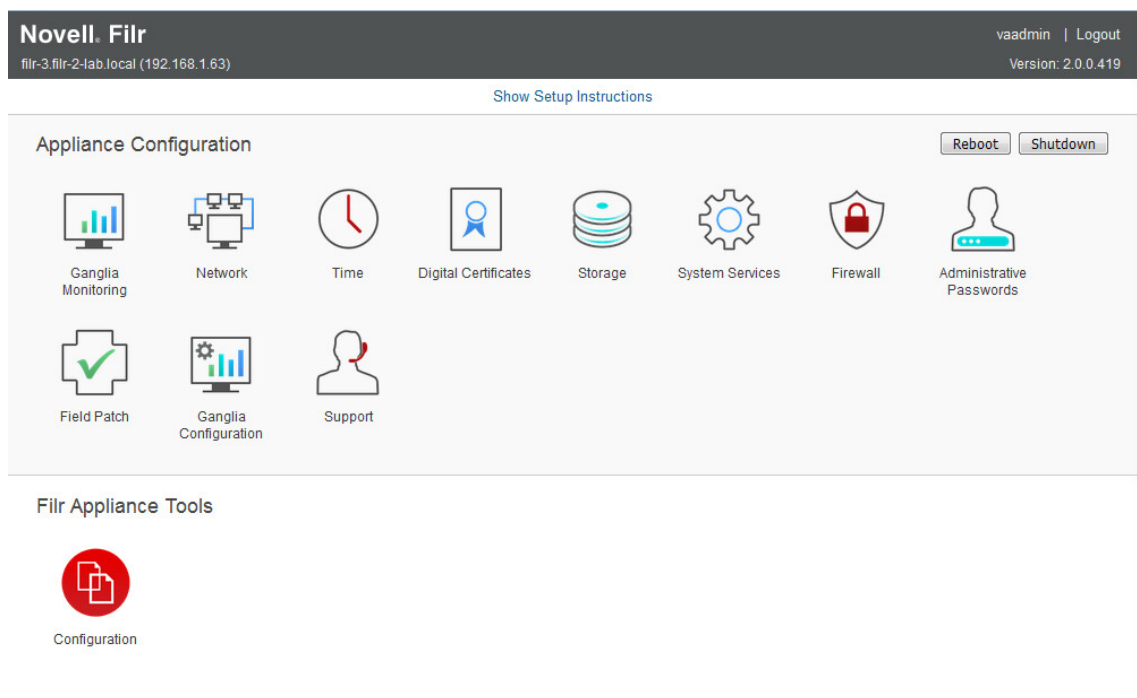 Novell. Filr
vaadmin | Logout
filr-3.filr-2-lab.local (192.168.1.63)
Version: 2.0.0.419
Show Setup Instructions
Appliance Configuration
Reboot
Shutdown
Ganglia
Monitoring
Network
Time
Digital Certificates
Storage
System Services
Firewall
Administrative
Passwords
Field Patch
Ganglia
Configuration
Support
Filr Appliance Tools
Configuration